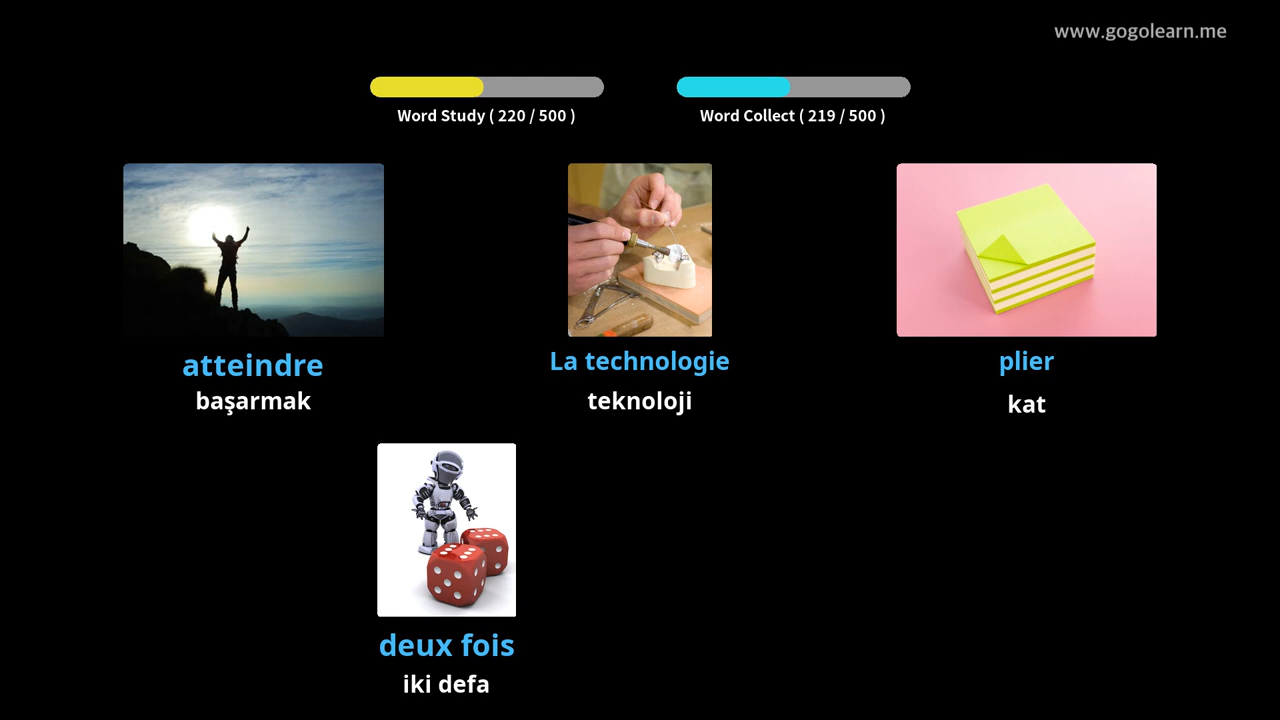 www.gogolearn.me
Word Study ( 220 / 500 )
Word Collect ( 219 / 500 )
atteindre
başarmak
La technologie
teknoloji
plier
kat
deux fois
iki defa